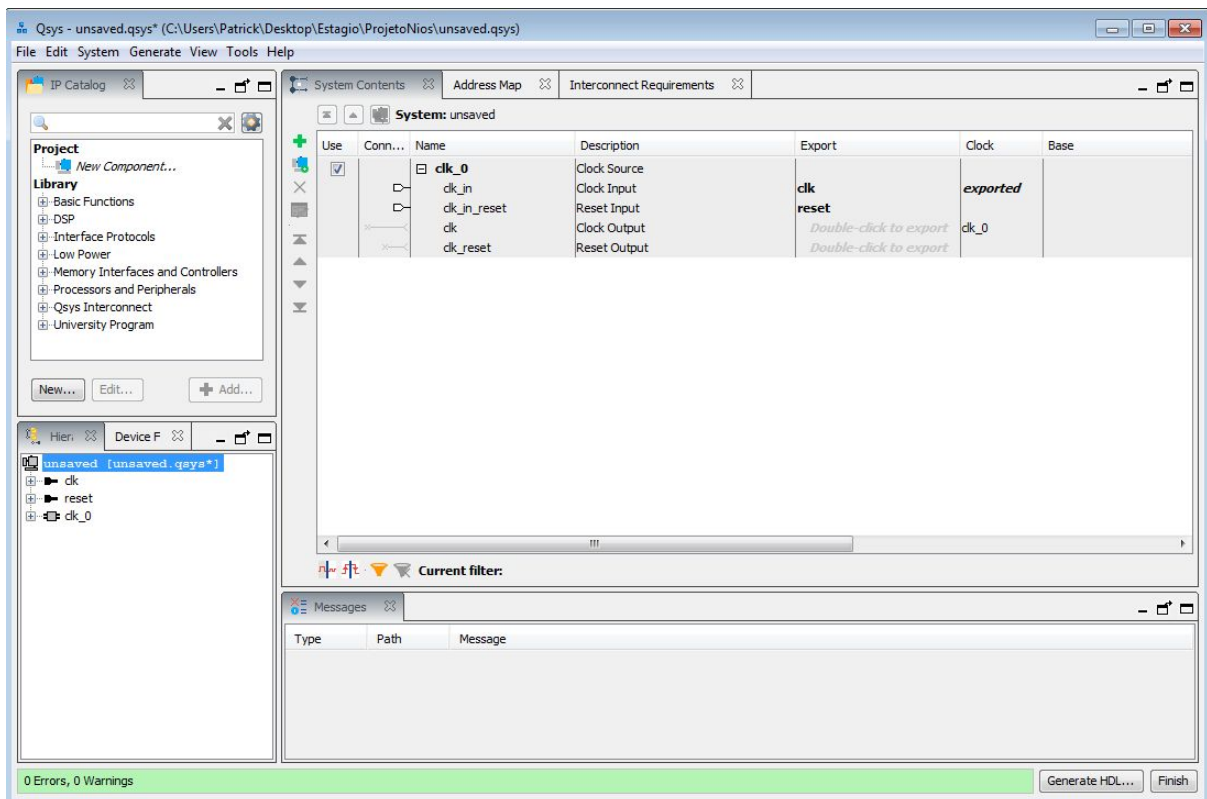 Qsys - unsaved.qsys* (C:\Users\Patrick\Desktop\Estagio\ProjetoNios\unsaved.qsys)
File Edit System Generate View Tools Help
IP Catalog
Project
New Component...
Library
Basic Functions
DSP
Interface Protocols
Low Power
Memory Interfaces and Controllers
Processors and Peripherals
Qsys Interconnect
University Program
New... Edit... Add...
Hier Device F
unsaved [unsaved.qsys*]
clk
reset
clk_0
System Contents Address Map Interconnect Requirements
System: unsaved
Use Conn... Name Description Export Clock Base
clk_0 Clock Source
clk_in Clock Input clk exported
clk_in_reset Reset Input reset
clk Clock Output Double-click to export clk_0
clk_reset Reset Output Double-click to export
Current filter:
Messages
Type Path Message
0 Errors, 0 Warnings
Generate HDL... Finish